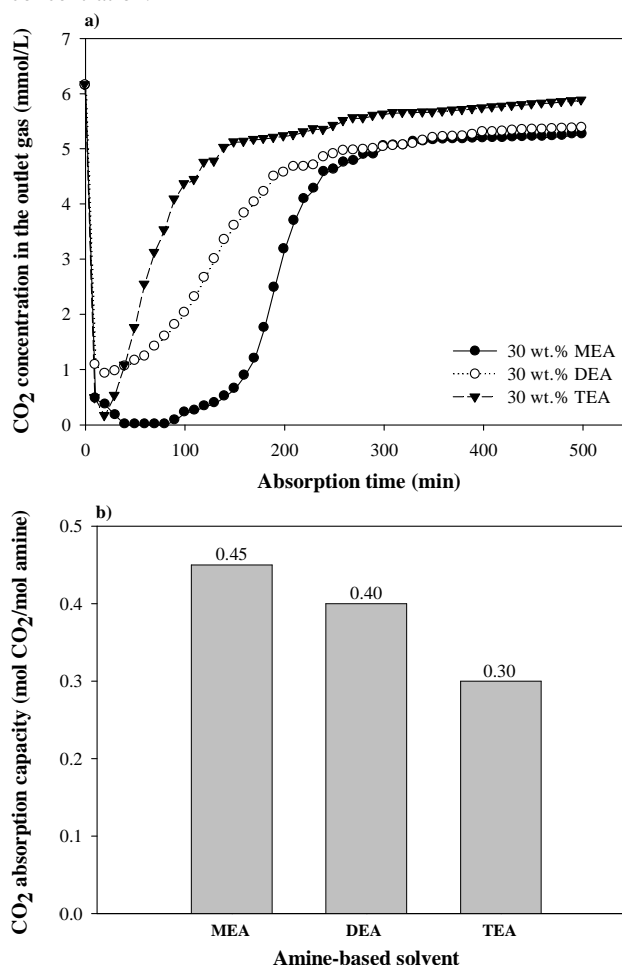 a)
7
6
5
4
3
2
1
0
CO2 concentration in the outlet gas (mmol/L)
30 wt.% MEA
30 wt.% DEA
30 wt.% TEA
0 100 200 300 400 500
Absorption time (min)
b)
0.5
0.4
0.3
0.2
0.1
0.0
CO2 absorption capacity (mol CO2/mol amine)
0.45
0.40
0.30
MEA DEA TEA
Amine-based solvent